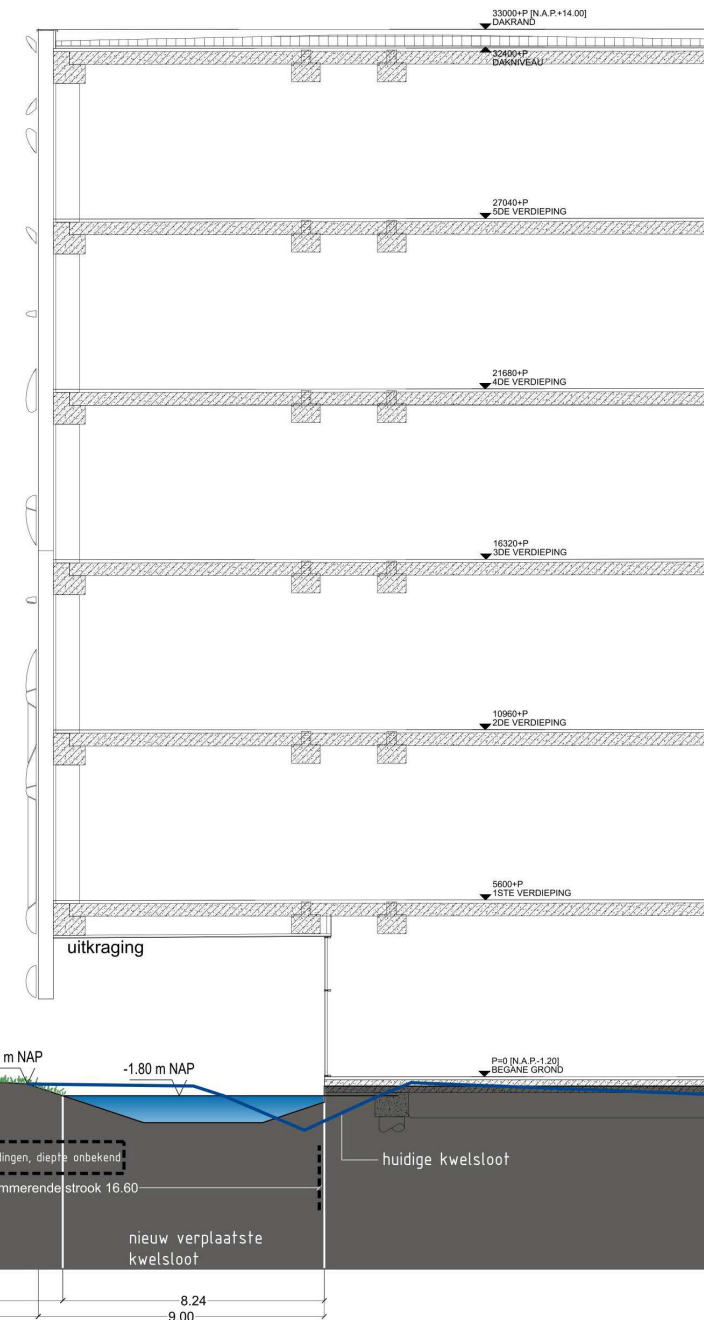 33000+P [N.A.P.+14.00]
DAKRAND
32400+P
DAKNIVEAU
27040+P
5DE VERDIEPING
21680+P
4DE VERDIEPING
16320+P
3DE VERDIEPING
10960+P
2DE VERDIEPING
5600+P
1STE VERDIEPING
uitkraging
m NAP
-1.80 m NAP
P=0 [N.A.P.-1.20]
BEGANE GROND
dingen, diepte onbekend
huidige kwelsloot
mmerende strook 16.60
nieuw verplaatste
kwelsloot
8.24
9.00